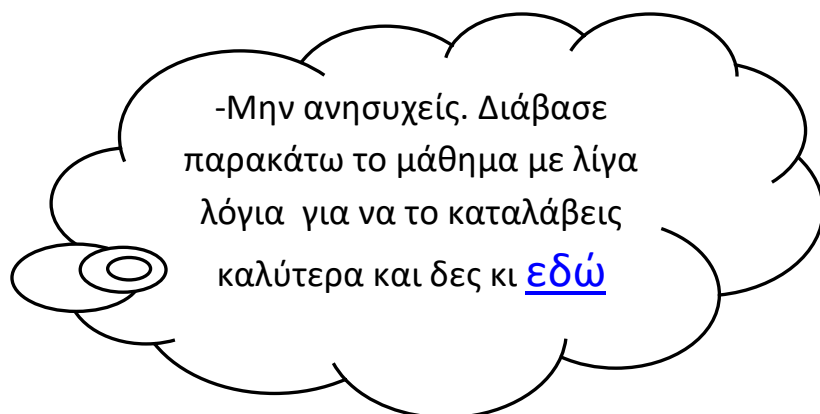 -Μην ανησυχείς. Διάβασε
παρακάτω το μάθημα με λίγα
λόγια  για να το καταλάβεις
καλύτερα και δες κι εδώ